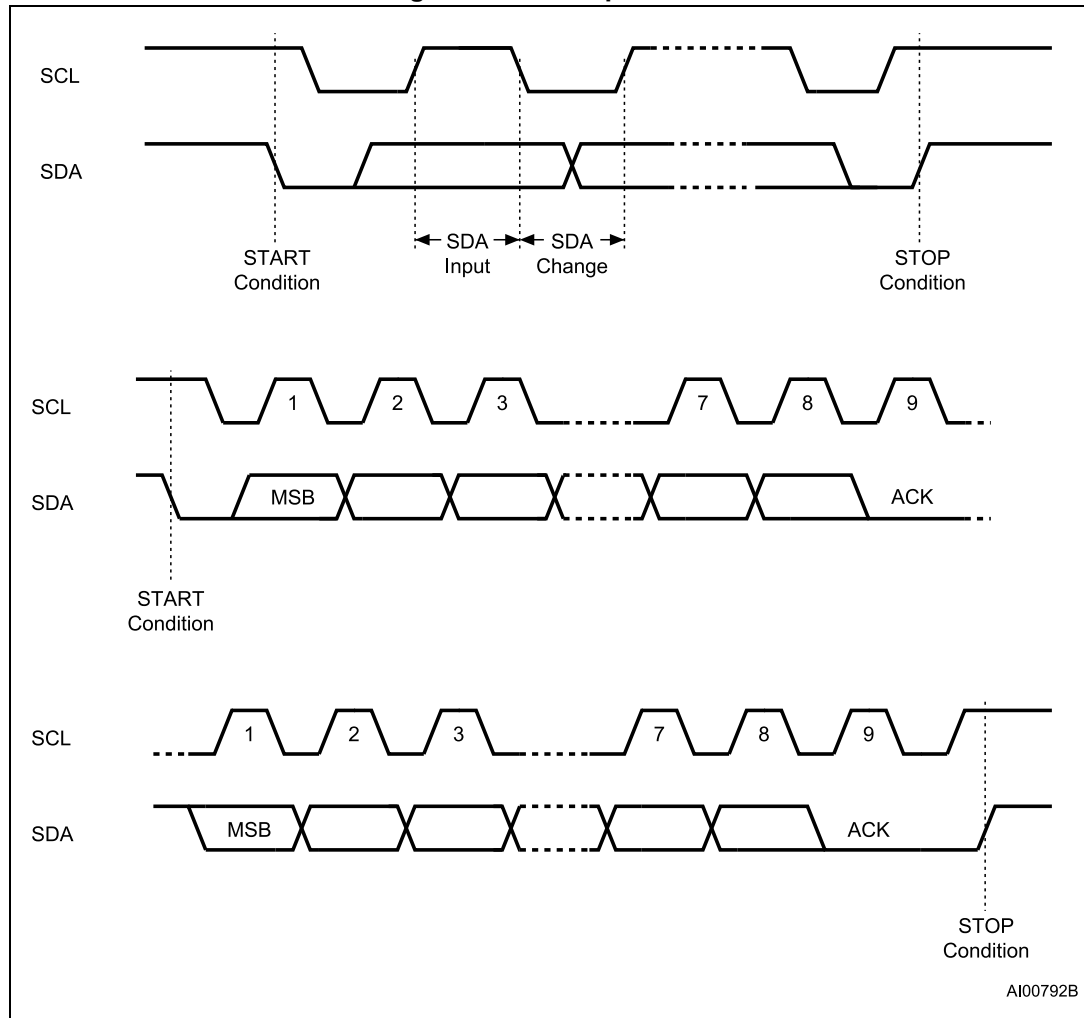 SCL
SDA
START
Condition
SDA
Input
SDA
Change
STOP
Condition
SCL
1 2 3 7 8 9
SDA
MSB ACK
START
Condition
SCL
1 2 3 7 8 9
SDA
MSB ACK
STOP
Condition
AI00792B